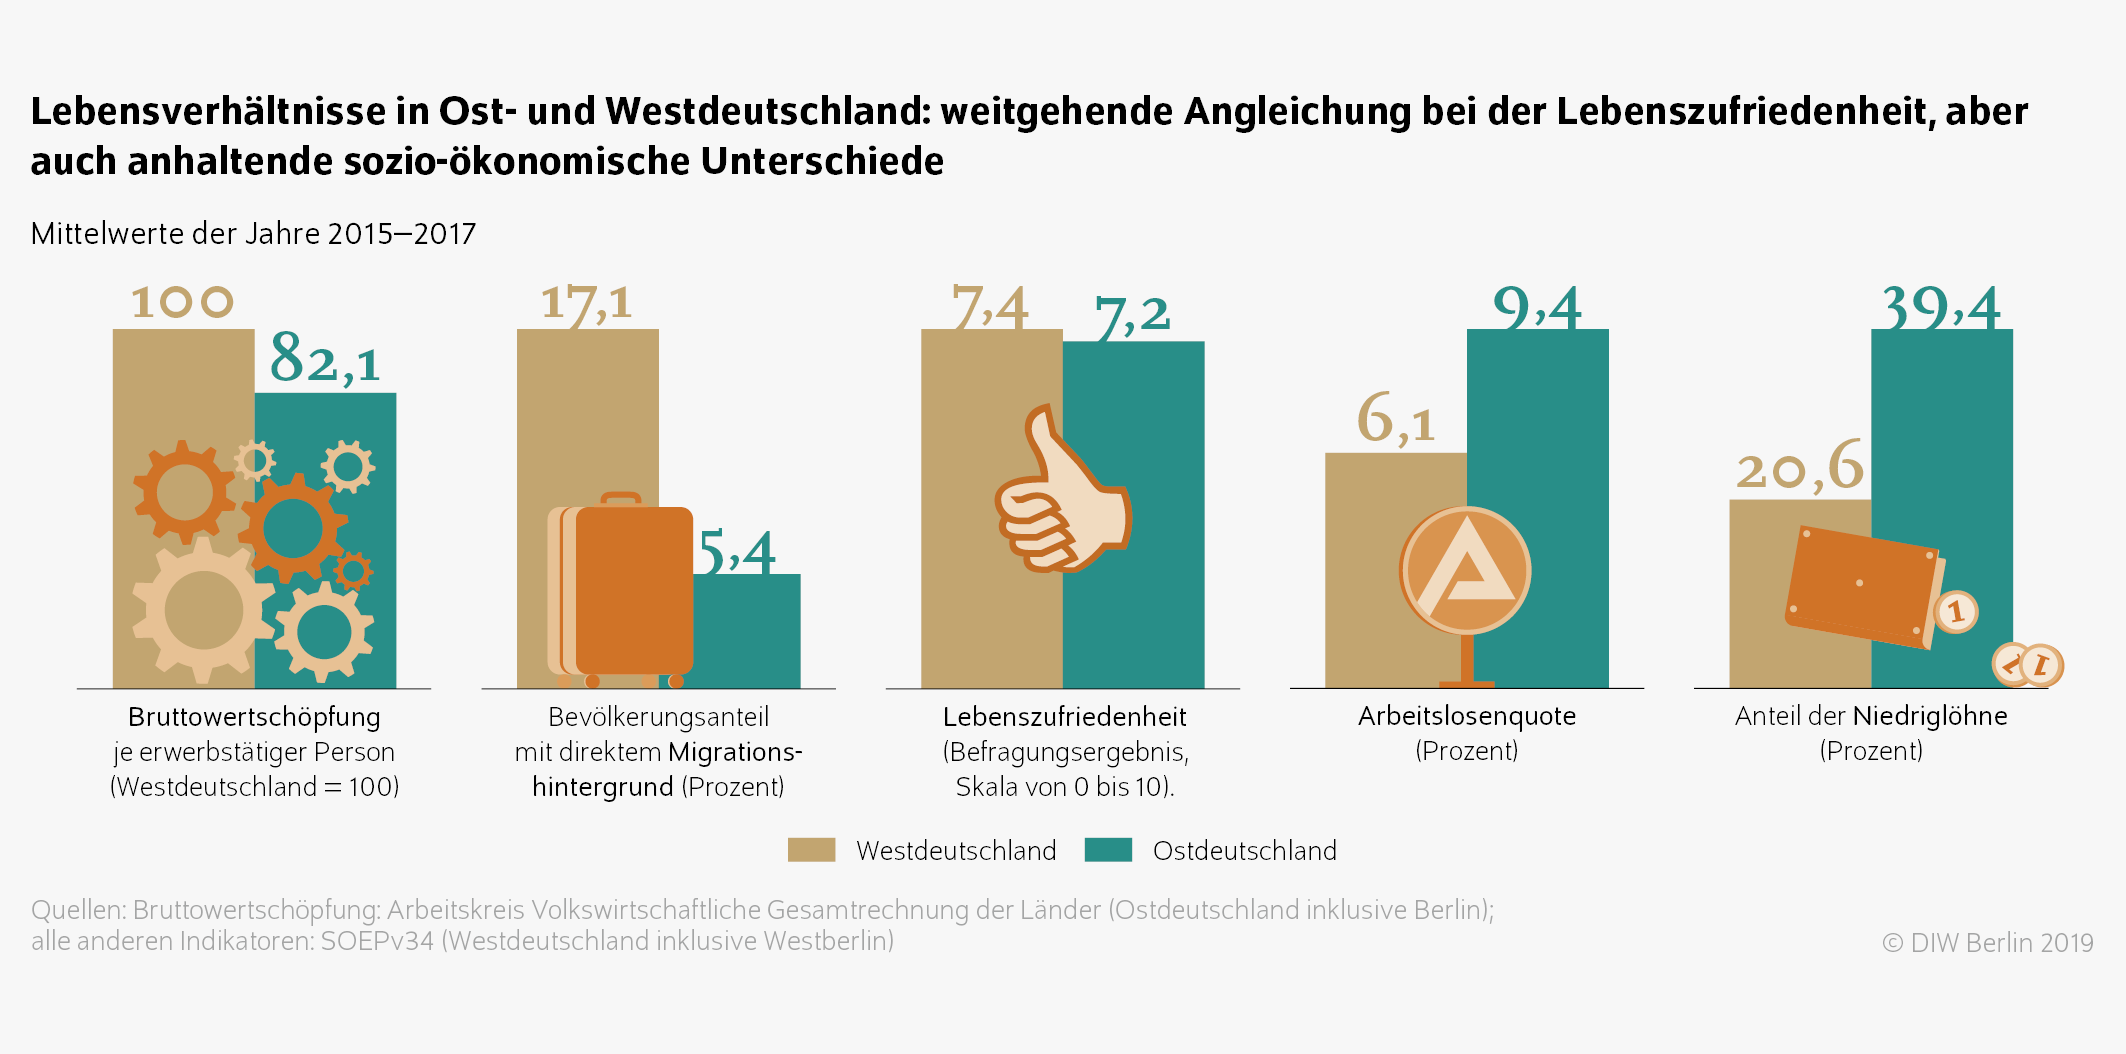 Lebensverhältnisse in Ost- und Westdeutschland: weitgehende Angleichung bei der Lebenszufriedenheit, aber
auch anhaltende sozio-ökonomische Unterschiede
Mittelwerte der Jahre 2015–2017
100
82,1
Bruttowertschöpfung
je erwerbstätiger Person
(Westdeutschland = 100)
17,1
5,4
Bevölkerungsanteil
mit direktem Migrations-
hintergrund (Prozent)
7,4
7,2
Lebenszufriedenheit
(Befragungsergebnis,
Skala von 0 bis 10).
6,1
9,4
Arbeitslosenquote
(Prozent)
20,6
39,4
1
1
1
Anteil der Niedriglöhne
(Prozent)
Westdeutschland
Ostdeutschland
Quellen: Bruttowertschöpfung: Arbeitskreis Volkswirtschaftliche Gesamtrechnung der Länder (Ostdeutschland inklusive Berlin);
alle anderen Indikatoren: SOEPv34 (Westdeutschland inklusive Westberlin)
© DIW Berlin 2019